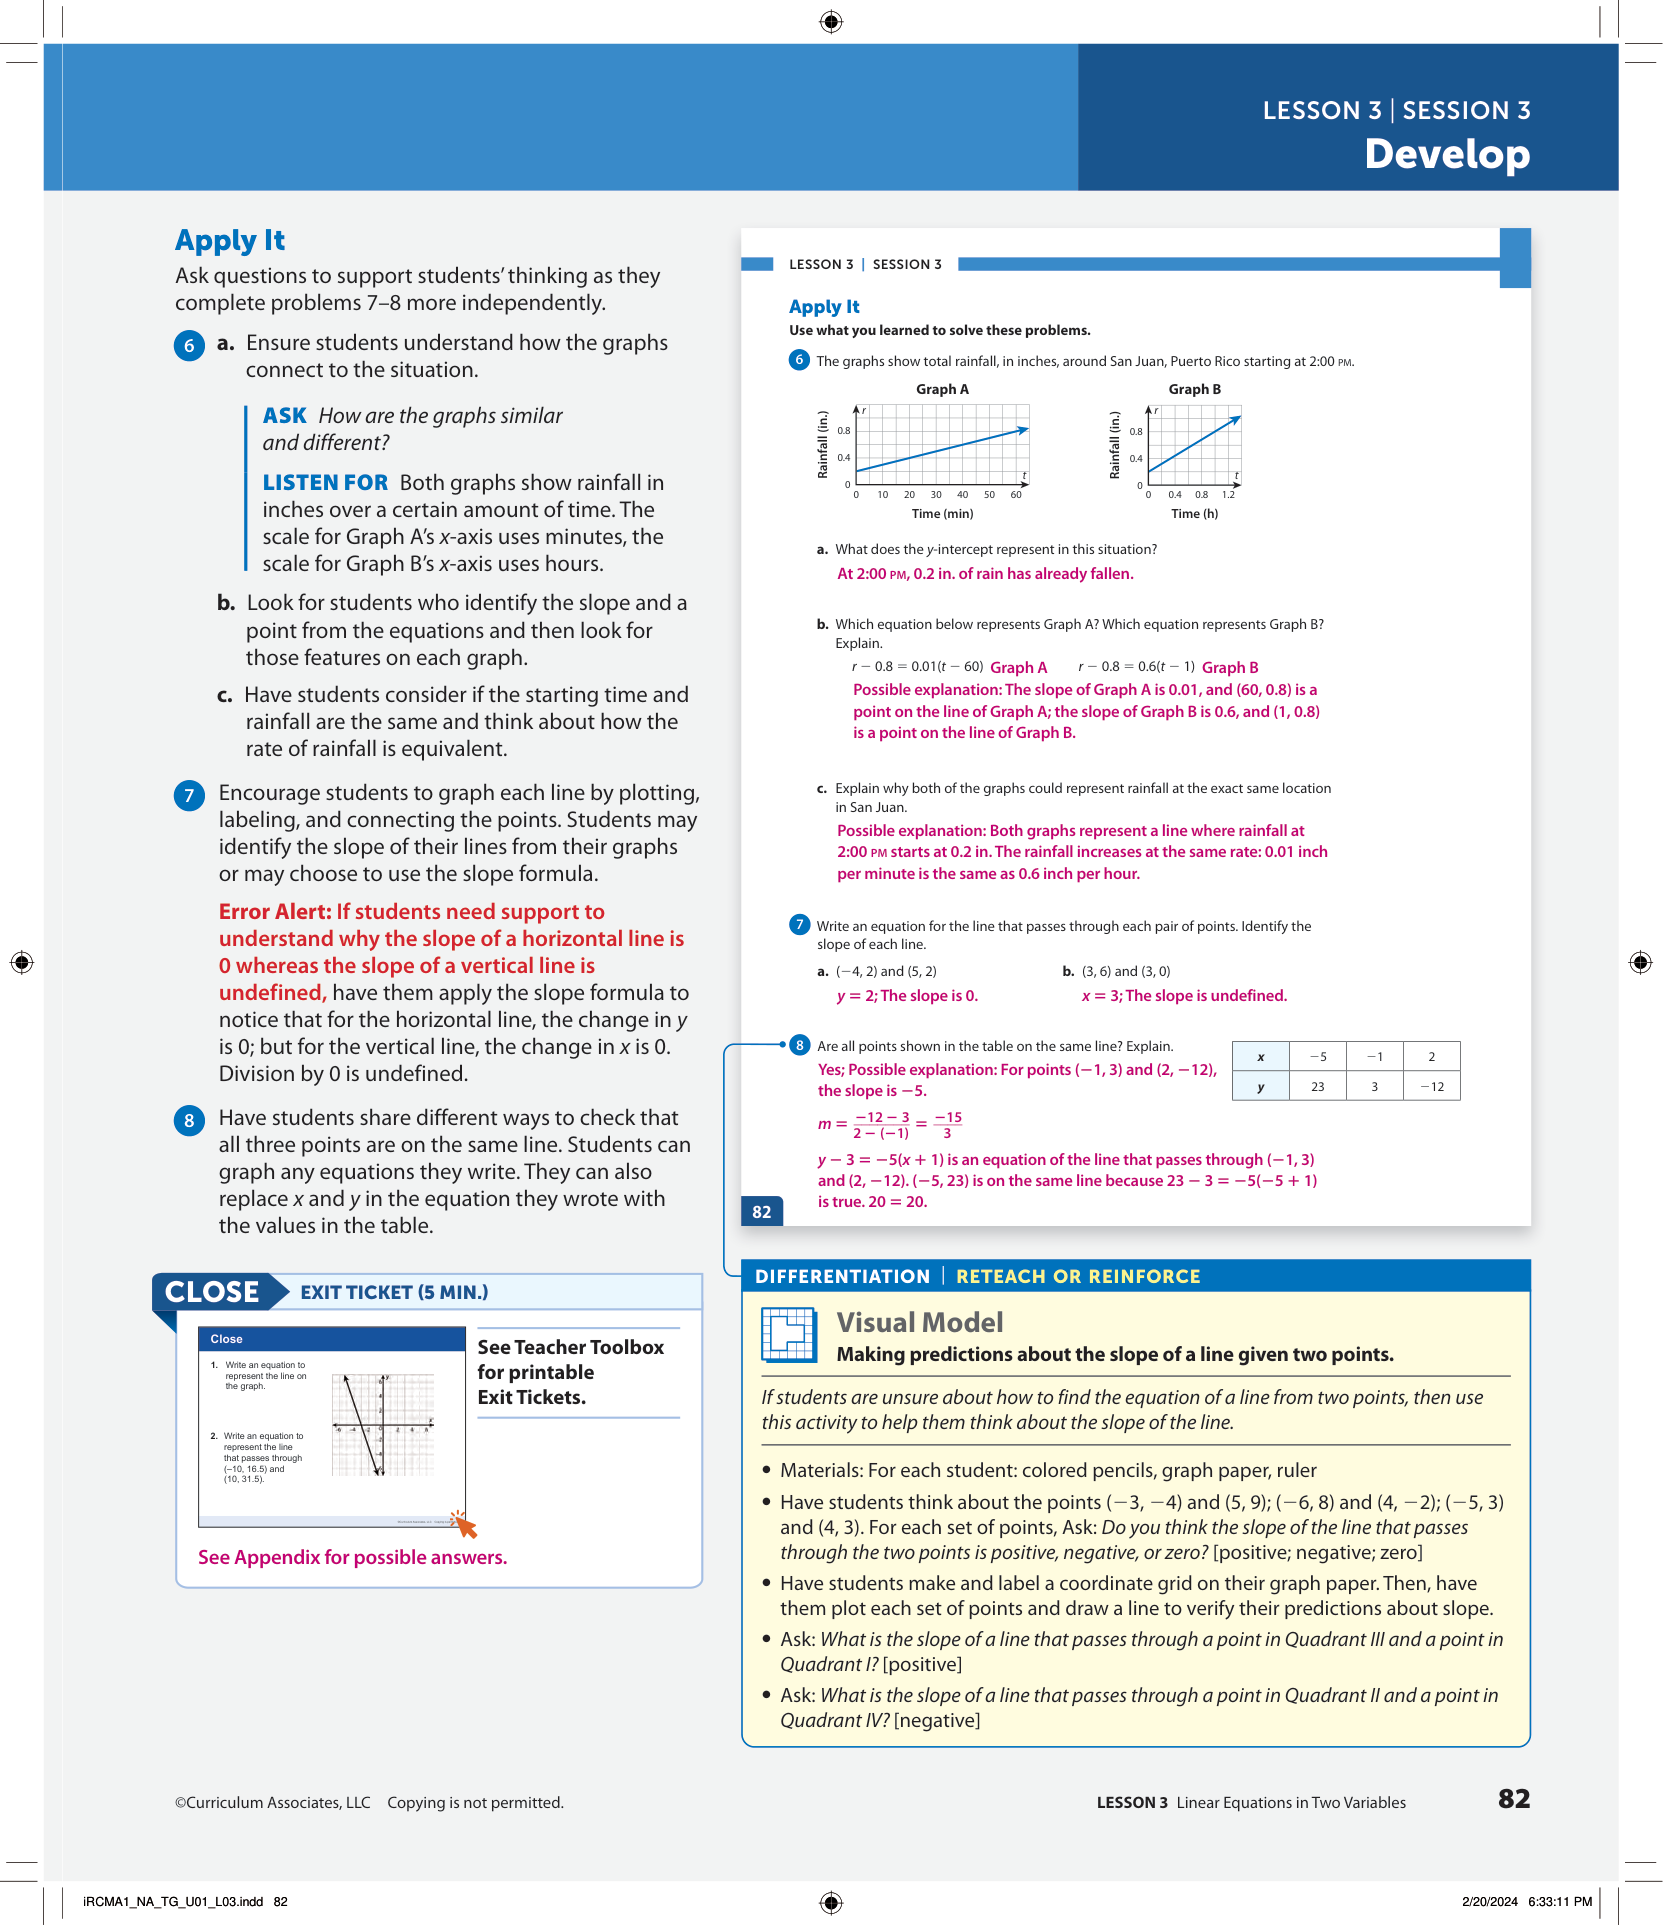 LESSON 3 | SESSION 3
Develop
Apply It
Ask questions to support students’ thinking as they
complete problems 7–8 more independently.
6 a. Ensure students understand how the graphs
connect to the situation.
ASK How are the graphs similar
and different?
LISTEN FOR Both graphs show rainfall in
inches over a certain amount of time. The
scale for Graph A’s x-axis uses minutes, the
scale for Graph B’s x-axis uses hours.
b. Look for students who identify the slope and a
point from the equations and then look for
those features on each graph.
c. Have students consider if the starting time and
rainfall are the same and think about how the
rate of rainfall is equivalent.
7 Encourage students to graph each line by plotting,
labeling, and connecting the points. Students may
identify the slope of their lines from their graphs
or may choose to use the slope formula.
Error Alert: If students need support to
understand why the slope of a horizontal line is
0 whereas the slope of a vertical line is
undefined, have them apply the slope formula to
notice that for the horizontal line, the change in y
is 0; but for the vertical line, the change in x is 0.
Division by 0 is undefined.
8 Have students share different ways to check that
all three points are on the same line. Students can
graph any equations they write. They can also
replace x and y in the equation they wrote with
the values in the table.
CLOSE EXIT TICKET (5 MIN.)
Close
1. Write an equation to
represent the line on
the graph.
2. Write an equation to
represent the line
that passes through
(–10, 16.5) and
(10, 31.5).
See Teacher Toolbox
for printable
Exit Tickets.
See Appendix for possible answers.
LESSON 3 | SESSION 3
Apply It
Use what you learned to solve these problems.
6 The graphs show total rainfall, in inches, around San Juan, Puerto Rico starting at 2:00 PM.
Graph A
Rainfall (in.)
r
0.8
0.4
0
t
0 10 20 30 40 50 60
Time (min)
Graph B
Rainfall (in.)
r
0.8
0.4
0
t
0 0.4 0.8 1.2
Time (h)
a. What does the y-intercept represent in this situation?
At 2:00 PM, 0.2 in. of rain has already fallen.
b. Which equation below represents Graph A? Which equation represents Graph B?
Explain.
r − 0.8 = 0.01(t − 60) Graph A r − 0.8 = 0.6(t − 1) Graph B
Possible explanation: The slope of Graph A is 0.01, and (60, 0.8) is a
point on the line of Graph A; the slope of Graph B is 0.6, and (1, 0.8)
is a point on the line of Graph B.
c. Explain why both of the graphs could represent rainfall at the exact same location
in San Juan.
Possible explanation: Both graphs represent a line where rainfall at
2:00 PM starts at 0.2 in. The rainfall increases at the same rate: 0.01 inch
per minute is the same as 0.6 inch per hour.
7 Write an equation for the line that passes through each pair of points. Identify the
slope of each line.
a. (−4, 2) and (5, 2) b. (3, 6) and (3, 0)
y = 2; The slope is 0. x = 3; The slope is undefined.
8 Are all points shown in the table on the same line? Explain.
x −5 −1 2
y 23 3 −12
Yes; Possible explanation: For points (−1, 3) and (2, −12),
the slope is −5.
m = −12 − 3 / 2 − (−1) = −15 / 3
y − 3 = −5(x + 1) is an equation of the line that passes through (−1, 3)
and (2, −12). (−5, 23) is on the same line because 23 − 3 = −5(−5 + 1)
is true. 20 = 20.
82
DIFFERENTIATION | RETEACH OR REINFORCE
Visual Model
Making predictions about the slope of a line given two points.
If students are unsure about how to find the equation of a line from two points, then use
this activity to help them think about the slope of the line.
• Materials: For each student: colored pencils, graph paper, ruler
• Have students think about the points (−3, −4) and (5, 9); (−6, 8) and (4, −2); (−5, 3)
and (4, 3). For each set of points, Ask: Do you think the slope of the line that passes
through the two points is positive, negative, or zero? [positive; negative; zero]
• Have students make and label a coordinate grid on their graph paper. Then, have
them plot each set of points and draw a line to verify their predictions about slope.
• Ask: What is the slope of a line that passes through a point in Quadrant III and a point in
Quadrant I? [positive]
• Ask: What is the slope of a line that passes through a point in Quadrant II and a point in
Quadrant IV? [negative]
©Curriculum Associates, LLC Copying is not permitted.
LESSON 3 Linear Equations in Two Variables 82
iRCMA1_NA_TG_U01_L03.indd 82
2/20/2024 6:33:11 PM